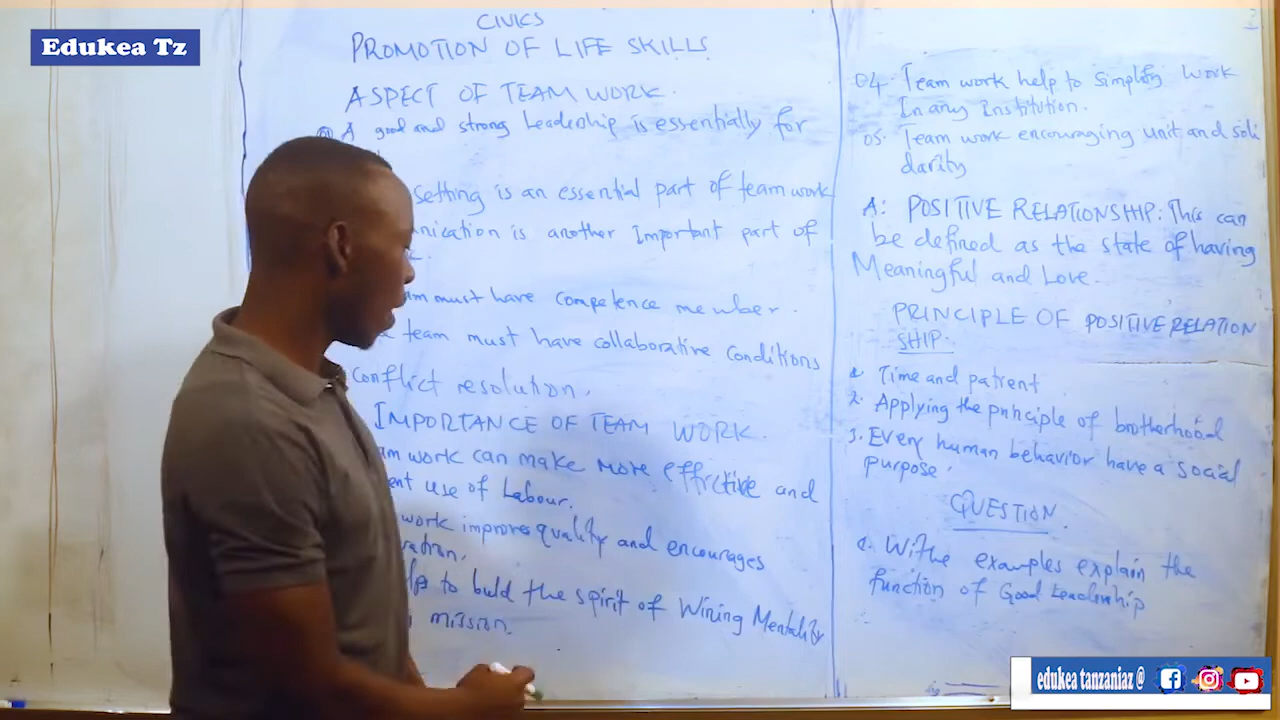 Edukea Tz
CIVICS
PROMOTION OF LIFE SKILLS
ASPECT OF TEAM WORK.
A good and strong Leadership is essentially for
setting is an essential part of team work
nication is another Important part of
am must have competence member.
team must have collaborative conditions
conflict resolution.
IMPORTANCE OF TEAM WORK.
am work can make more effective and
ent use of Labour.
work improves quality and encourages
lps to build the spirit of Wining Mentality
mission.
04. Team work help to simplify work
In any Institution.
05. Team work encouraging unit and soli
darity
A: POSITIVE RELATIONSHIP: This can
be defined as the state of having
Meaningful and Love.
PRINCIPLE OF POSITIVE RELATION
SHIP.
1. Time and patrent
2. Applying the principle of brotherhood
3. Every human behavior have a social
purpose.
QUESTION.
Withe examples explain the
function of Good Leadership
edukea tanzaniaz @